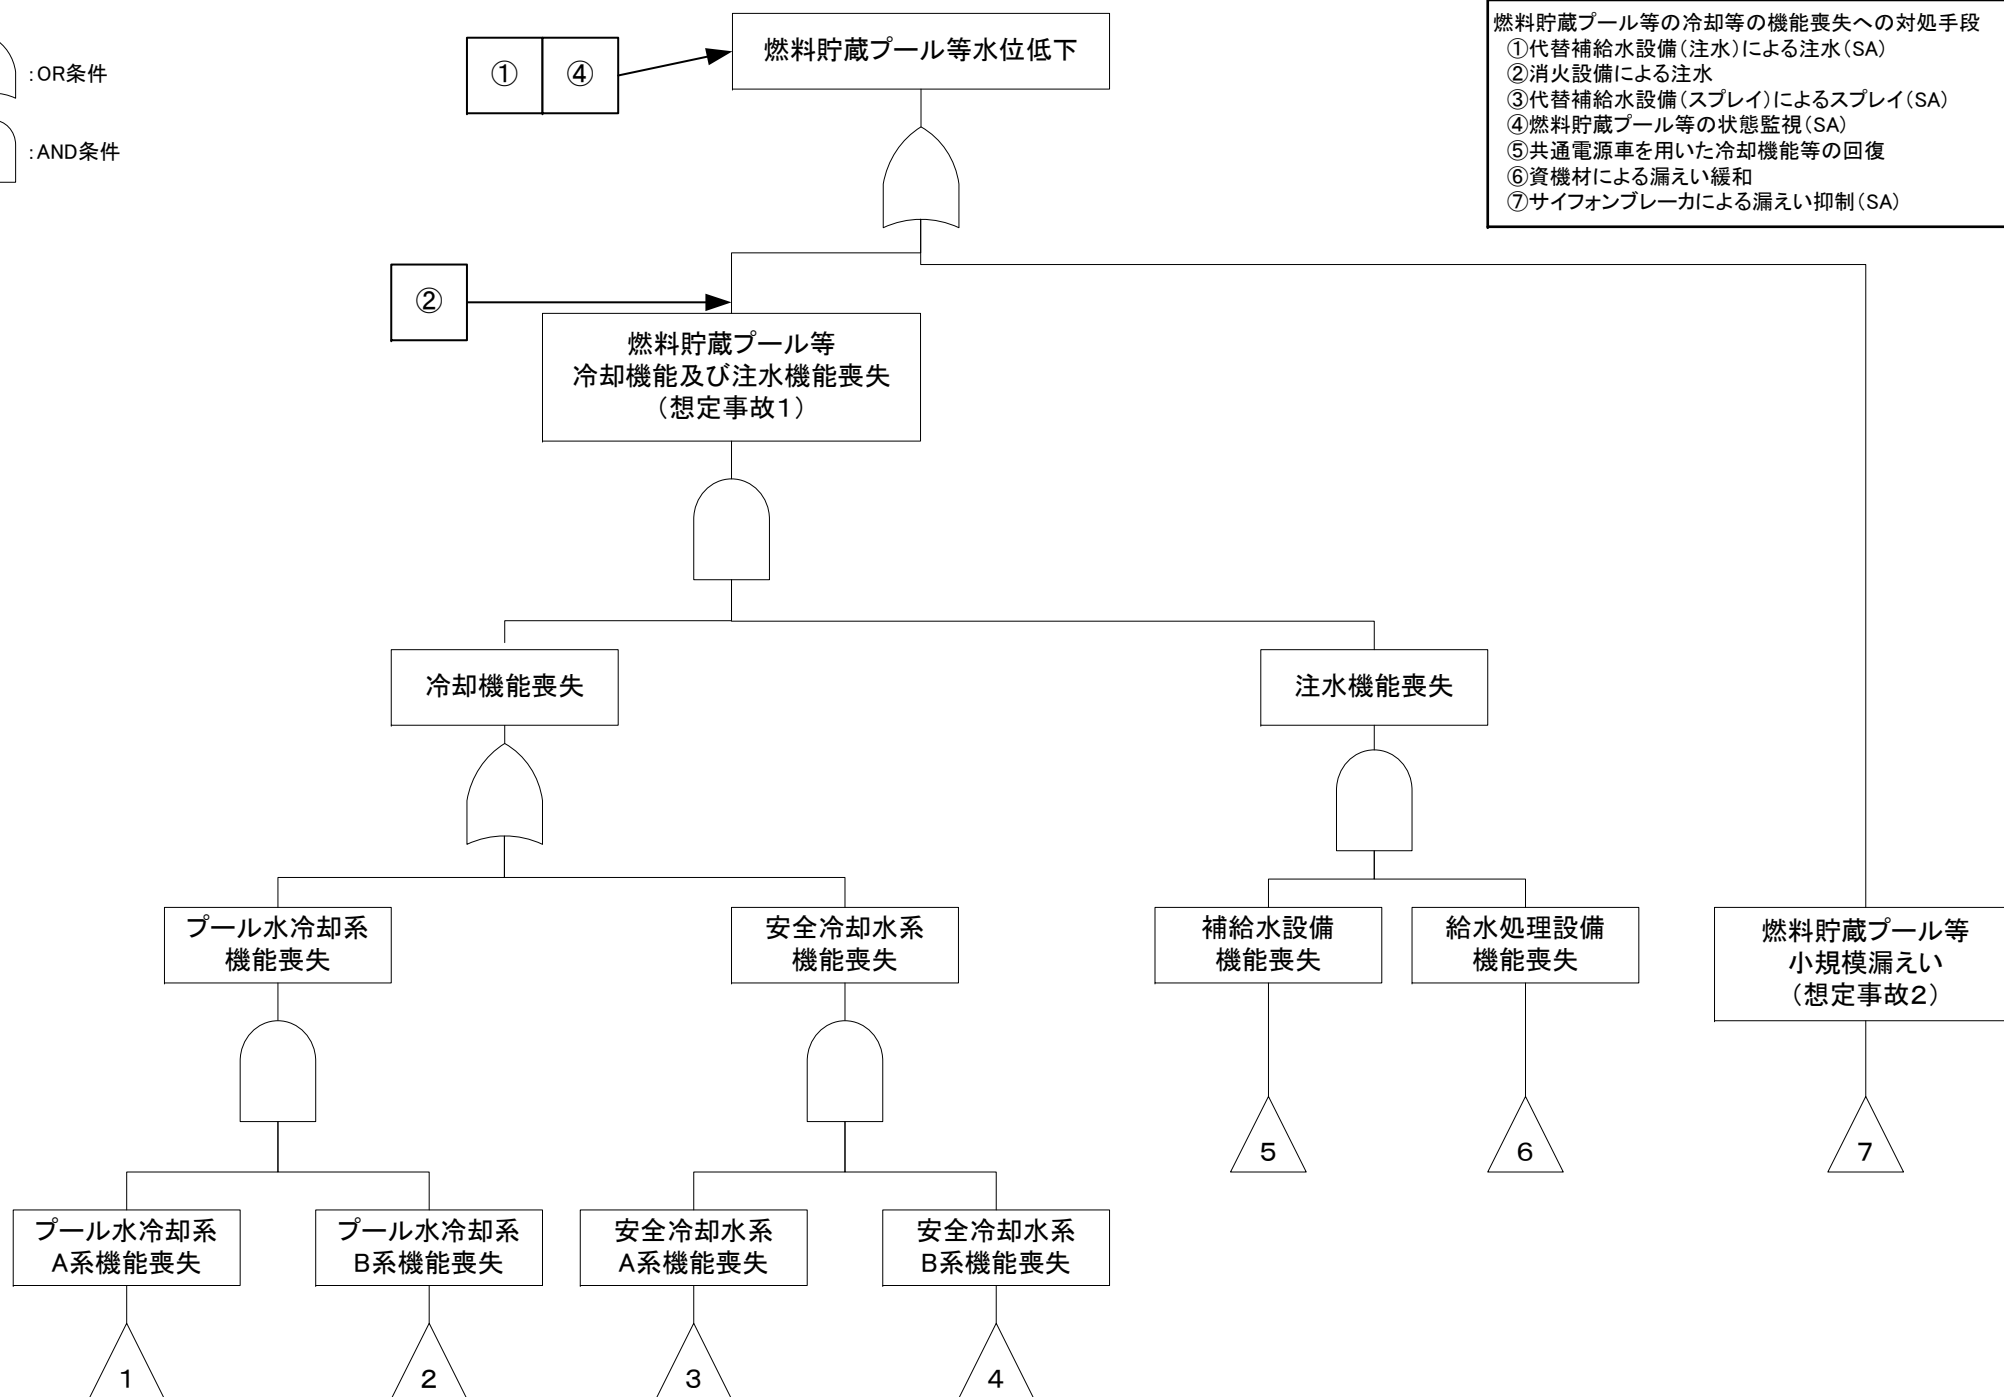 :OR条件
:AND条件
① ④
燃料貯蔵プール等水位低下
燃料貯蔵プール等の冷却等の機能喪失への対処手段
①代替補給水設備(注水)による注水(SA)
②消火設備による注水
③代替補給水設備(スプレイ)によるスプレイ(SA)
④燃料貯蔵プール等の状態監視(SA)
⑤共通電源車を用いた冷却機能等の回復
⑥資機材による漏えい緩和
⑦サイフォンブレーカによる漏えい抑制(SA)
②
燃料貯蔵プール等
冷却機能及び注水機能喪失
(想定事故1)
冷却機能喪失
注水機能喪失
プール水冷却系
機能喪失
安全冷却水系
機能喪失
補給水設備
機能喪失
給水処理設備
機能喪失
燃料貯蔵プール等
小規模漏えい
(想定事故2)
5
6
7
プール水冷却系
A系機能喪失
プール水冷却系
B系機能喪失
安全冷却水系
A系機能喪失
安全冷却水系
B系機能喪失
1
2
3
4